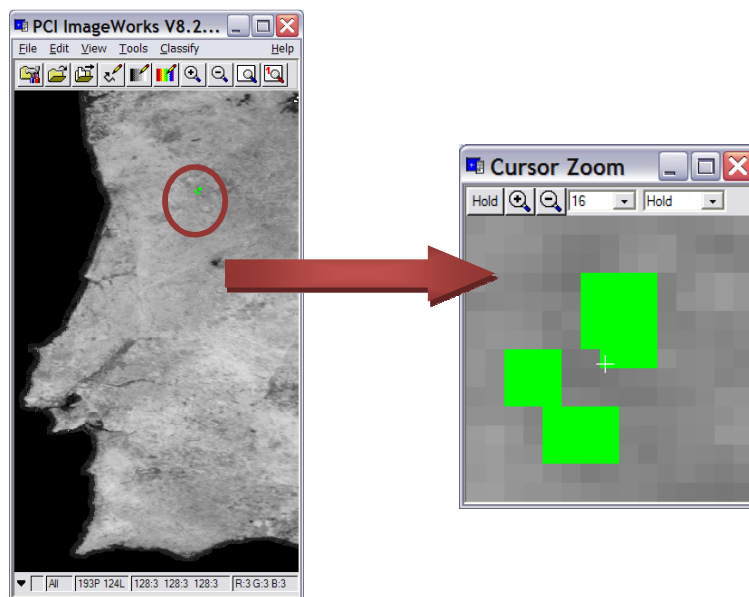 PCI ImageWorks V8.2...
File Edit View Tools Classify Help
All 193P 124L 128:3 128:3 128:3 R:3 G:3 B:3
Cursor Zoom
Hold 16 Hold